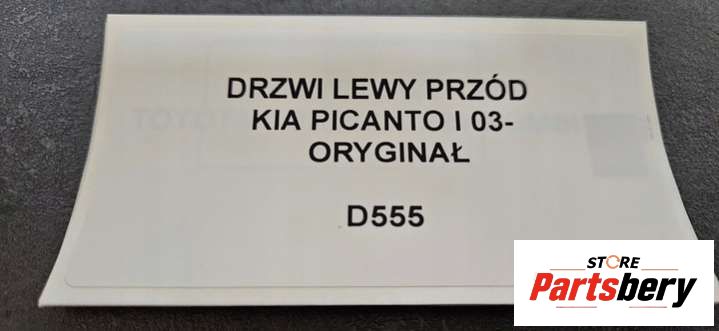 DRZWI LEWY PRZÓD
KIA PICANTO I 03-
ORYGINAŁ
D555
STORE
Partsbery